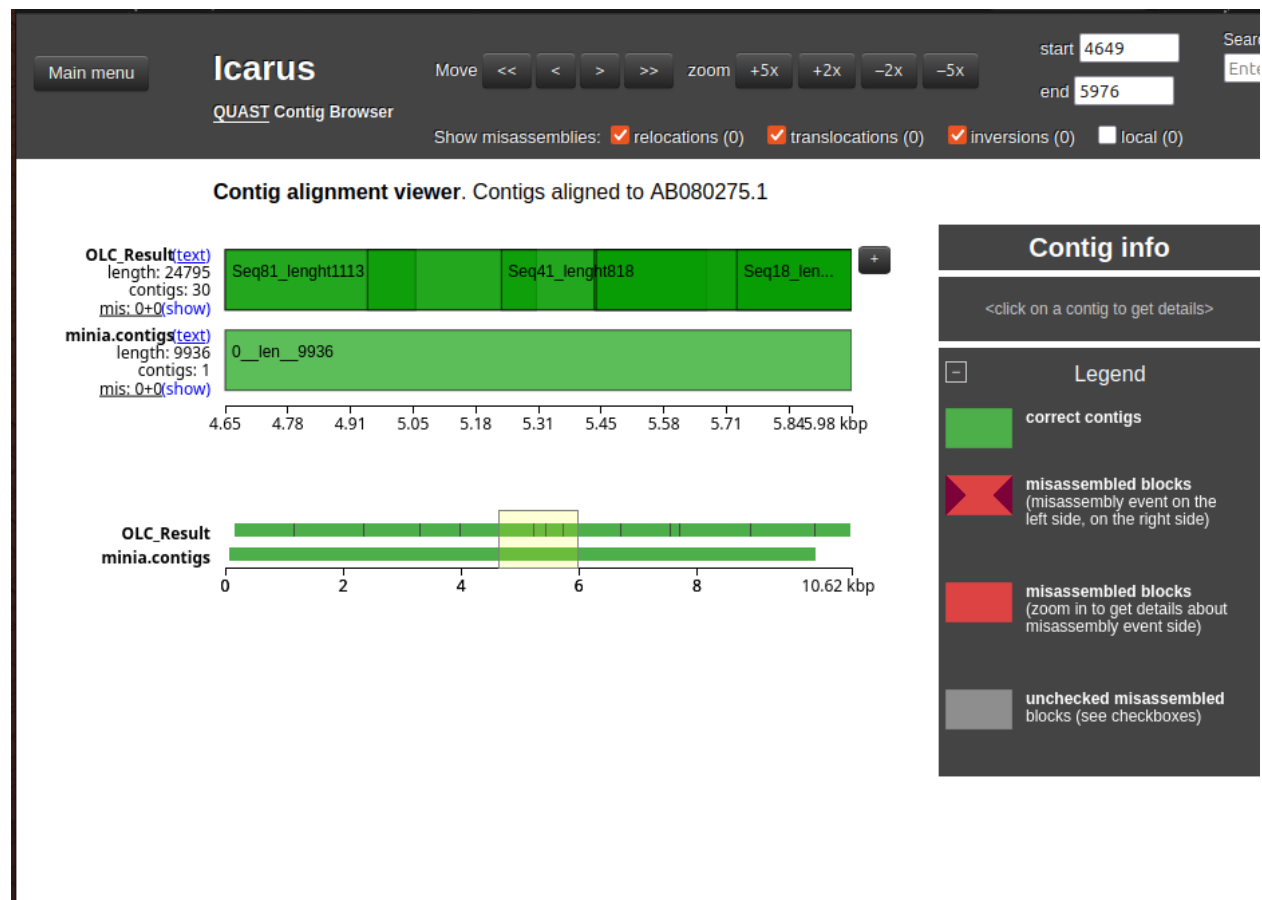 Main menu
Icarus
QUAST Contig Browser
Move << < > >> zoom +5x +2x −2x −5x
start 4649
end 5976
Show misassemblies: relocations (0) translocations (0) inversions (0) local (0)
Contig alignment viewer. Contigs aligned to AB080275.1
OLC_Result(text)
length: 24795
contigs: 30
mis: 0+0(show)
Seq81_lenght1113 Seq41_lenght818 Seq18_len...
+
minia.contigs(text)
length: 9936
contigs: 1
mis: 0+0(show)
0__len__9936
4.65 4.78 4.91 5.05 5.18 5.31 5.45 5.58 5.71 5.84 5.98 kbp
OLC_Result
minia.contigs
0 2 4 6 8 10.62 kbp
Contig info
<click on a contig to get details>
− Legend
correct contigs
misassembled blocks
(misassembly event on the
left side, on the right side)
misassembled blocks
(zoom in to get details about
misassembly event side)
unchecked misassembled
blocks (see checkboxes)